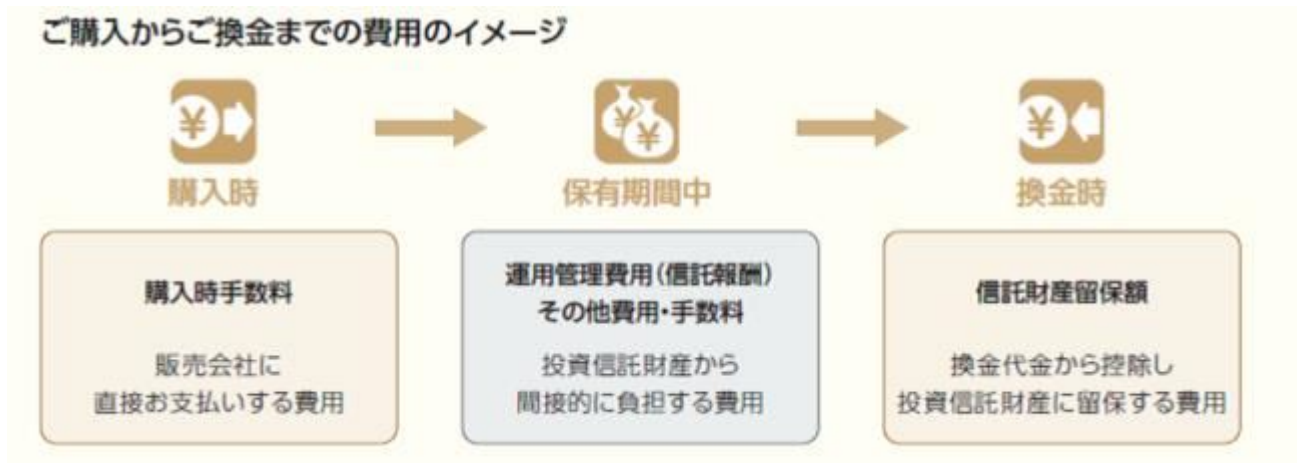 ご購入からご換金までの費用のイメージ
¥
¥ ¥
¥
購入時
保有期間中
換金時
購入時手数料
販売会社に
直接お支払いする費用
運用管理費用(信託報酬)
その他費用・手数料
投資信託財産から
間接的に負担する費用
信託財産留保額
換金代金から控除し
投資信託財産に留保する費用